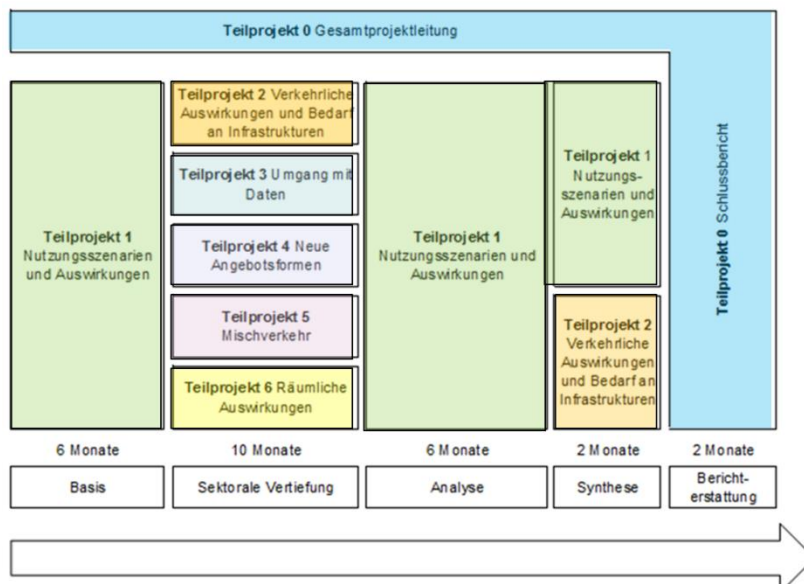 Teilprojekt 0 Gesamtprojektleitung
Teilprojekt 1
Nutzungsszenarien
und Auswirkungen
Teilprojekt 2 Verkehrliche
Auswirkungen und Bedarf
an Infrastrukturen
Teilprojekt 3 Umgang mit
Daten
Teilprojekt 4 Neue
Angebotsformen
Teilprojekt 5
Mischverkehr
Teilprojekt 6 Räumliche
Auswirkungen
Teilprojekt 1
Nutzungsszenarien und
Auswirkungen
Teilprojekt 1
Nutzungs-
szenarien und
Auswirkungen
Teilprojekt 2
Verkehrliche
Auswirkungen
und Bedarf an
Infrastrukturen
Teilprojekt 0 Schlussbericht
6 Monate
10 Monate
6 Monate
2 Monate
2 Monate
Basis
Sektorale Vertiefung
Analyse
Synthese
Bericht-
erstattung